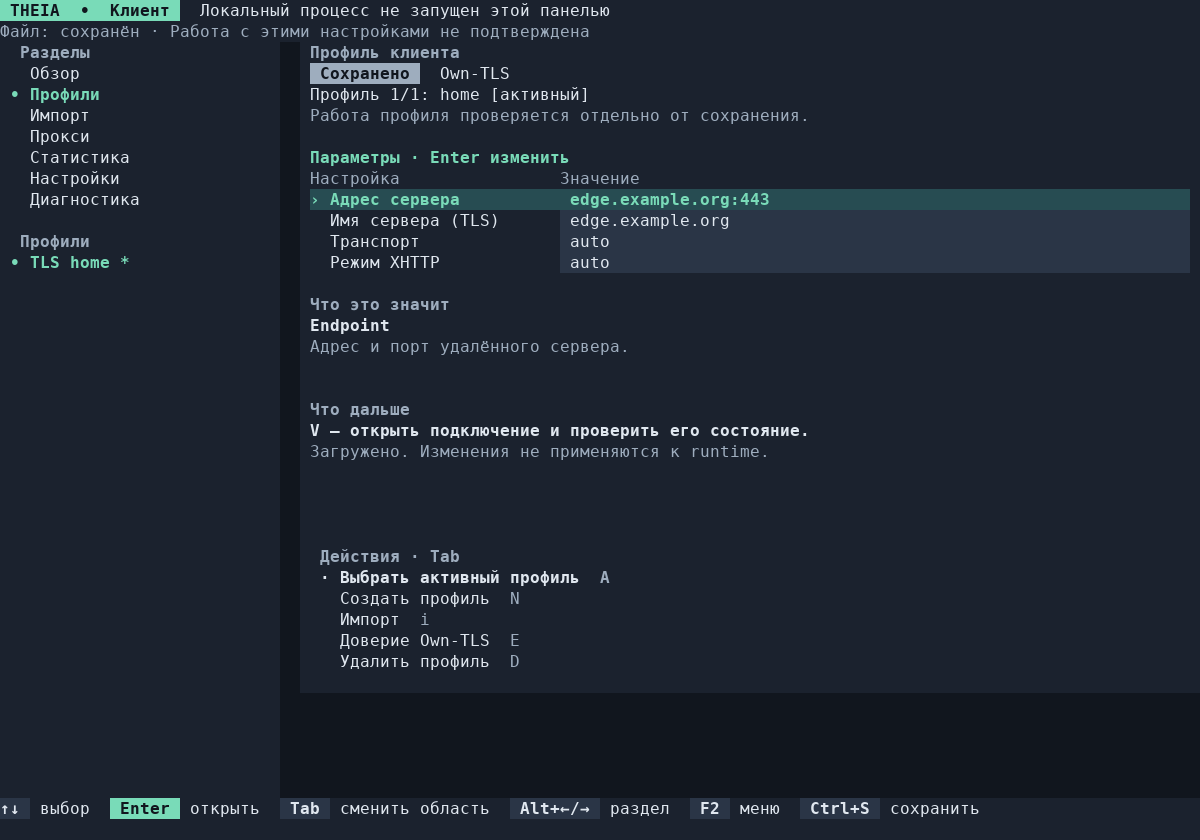 THEIA • Клиент Локальный процесс не запущен этой панелью
Файл: сохранён · Работа с этими настройками не подтверждена
Разделы
Обзор
• Профили
Импорт
Прокси
Статистика
Настройки
Диагностика
Профили
• TLS home *
Профиль клиента
Сохранено Own-TLS
Профиль 1/1: home [активный]
Работа профиля проверяется отдельно от сохранения.
Параметры · Enter изменить
Настройка Значение
› Адрес сервера edge.example.org:443
Имя сервера (TLS) edge.example.org
Транспорт auto
Режим XHTTP auto
Что это значит
Endpoint
Адрес и порт удалённого сервера.
Что дальше
V — открыть подключение и проверить его состояние.
Загружено. Изменения не применяются к runtime.
Действия · Tab
· Выбрать активный профиль A
Создать профиль N
Импорт i
Доверие Own-TLS E
Удалить профиль D
↑↓ выбор Enter открыть Tab сменить область Alt+←/→ раздел F2 меню Ctrl+S сохранить